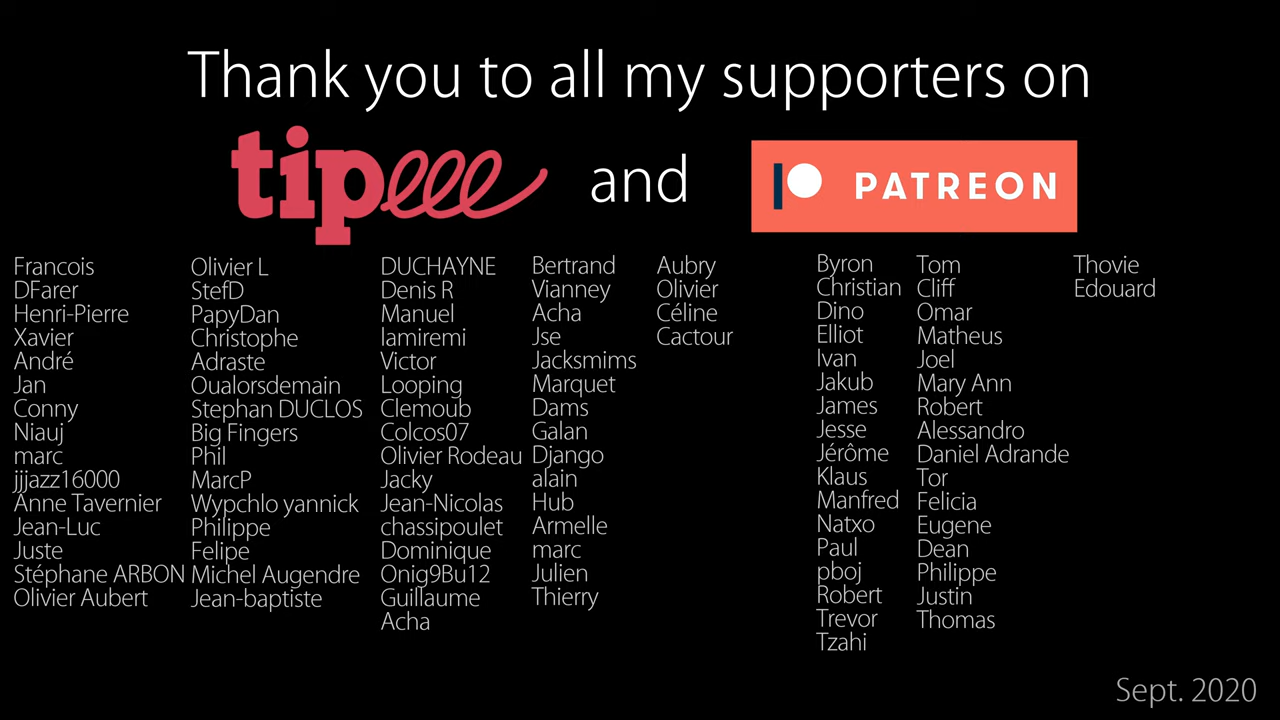 Thank you to all my supporters on
tipeee and PATREON
Francois
DFarer
Henri-Pierre
Xavier
André
Jan
Conny
Niauj
marc
jjjazz16000
Anne Tavernier
Jean-Luc
Juste
Stéphane ARBON
Olivier Aubert
Olivier L
StefD
PapyDan
Christophe
Adraste
Oualorsdemain
Stephan DUCLOS
Big Fingers
Phil
MarcP
Wypchlo yannick
Philippe
Felipe
Michel Augendre
Jean-baptiste
DUCHAYNE
Denis R
Manuel
lamiremi
Victor
Looping
Clemoub
Colcos07
Olivier Rodeau
Jacky
Jean-Nicolas
chassipoulet
Dominique
Onig9Bu12
Guillaume
Acha
Bertrand
Vianney
Acha
Jse
Jacksmims
Marquet
Dams
Galan
Django
alain
Hub
Armelle
marc
Julien
Thierry
Aubry
Olivier
Céline
Cactour
Byron
Christian
Dino
Elliot
Ivan
Jakub
James
Jesse
Jérôme
Klaus
Manfred
Natxo
Paul
pboj
Robert
Trevor
Tzahi
Tom
Cliff
Omar
Matheus
Joel
Mary Ann
Robert
Alessandro
Daniel Adrande
Tor
Felicia
Eugene
Dean
Philippe
Justin
Thomas
Thovie
Edouard
Sept. 2020